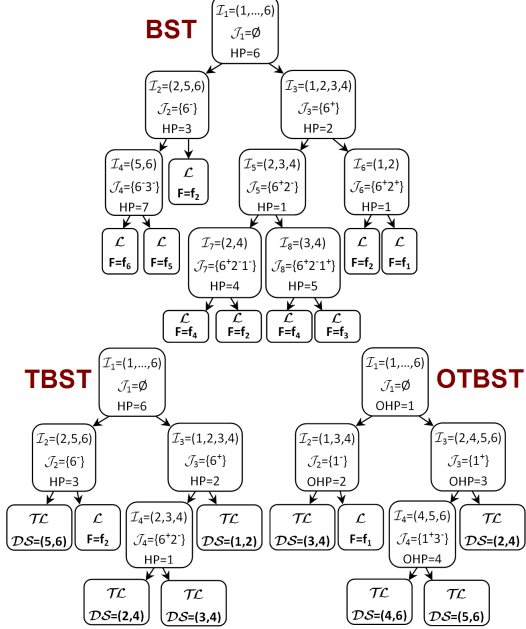 BST
ℐ₁=(1,...,6)
𝒥₁=∅
HP=6
ℐ₂=(2,5,6)
𝒥₂={6⁻}
HP=3
ℐ₃=(1,2,3,4)
𝒥₃={6⁺}
HP=2
ℐ₄=(5,6)
𝒥₄={6⁻3⁻}
HP=7
ℒ
F=f₂
ℐ₅=(2,3,4)
𝒥₅={6⁺2⁻}
HP=1
ℐ₆=(1,2)
𝒥₆={6⁺2⁺}
HP=1
ℒ
F=f₆
ℒ
F=f₅
ℐ₇=(2,4)
𝒥₇={6⁺2⁻1⁻}
HP=4
ℐ₈=(3,4)
𝒥₈={6⁺2⁻1⁺}
HP=5
ℒ
F=f₂
ℒ
F=f₁
ℒ
F=f₄
ℒ
F=f₂
ℒ
F=f₄
ℒ
F=f₃
TBST
ℐ₁=(1,...,6)
𝒥₁=∅
HP=6
ℐ₂=(2,5,6)
𝒥₂={6⁻}
HP=3
ℐ₃=(1,2,3,4)
𝒥₃={6⁺}
HP=2
𝒯ℒ
𝒟𝒮=(5,6)
ℒ
F=f₂
ℐ₄=(2,3,4)
𝒥₄={6⁺2⁻}
HP=1
𝒯ℒ
𝒟𝒮=(1,2)
𝒯ℒ
𝒟𝒮=(2,4)
𝒯ℒ
𝒟𝒮=(3,4)
OTBST
ℐ₁=(1,...,6)
𝒥₁=∅
OHP=1
ℐ₂=(1,3,4)
𝒥₂={1⁻}
OHP=2
ℐ₃=(2,4,5,6)
𝒥₃={1⁺}
OHP=3
𝒯ℒ
𝒟𝒮=(3,4)
ℒ
F=f₁
ℐ₄=(4,5,6)
𝒥₄={1⁺3⁻}
OHP=4
𝒯ℒ
𝒟𝒮=(2,4)
𝒯ℒ
𝒟𝒮=(4,6)
𝒯ℒ
𝒟𝒮=(5,6)